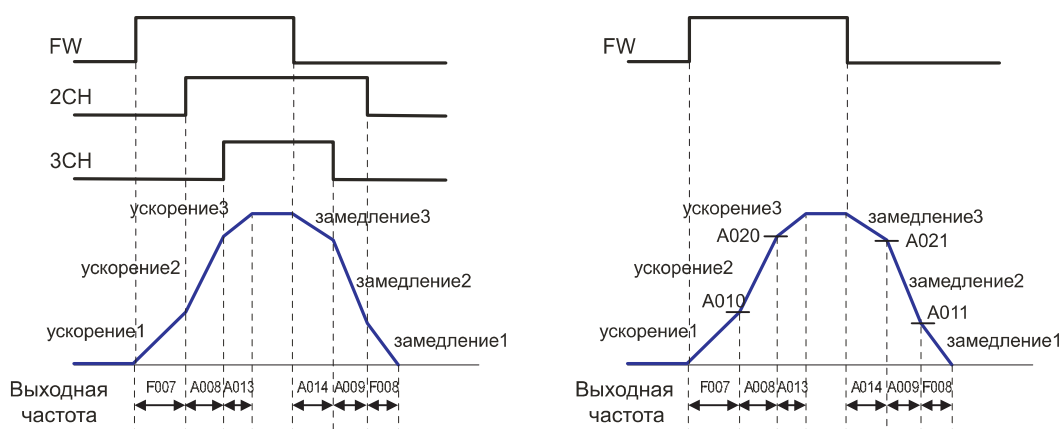 FW
2CH
3CH
ускорение3
замедление3
ускорение2
замедление2
ускорение1
замедление1
F007 A008 A013 A014 A009 F008
Выходная
частота
FW
ускорение3
замедление3
A020
A021
ускорение2
замедление2
A010
A011
ускорение1
замедление1
F007 A008 A013 A014 A009 F008
Выходная
частота